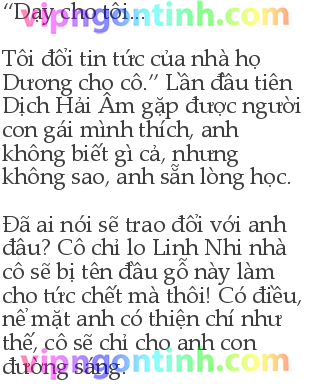 “Dạy cho tôi...
vipngontinh.com
Tôi đổi tin tức của nhà họ
Dương cho cô.” Lần đầu tiên
Dịch Hải Âm gặp được người
con gái mình thích, anh
không biết gì cả, nhưng
không sao, anh sẵn lòng học.
Đã ai nói sẽ trao đổi với anh
đâu? Cô chỉ lo Linh Nhi nhà
cô sẽ bị tên đầu gỗ này làm
cho tức chết mà thôi! Có điều,
nể mặt anh có thiện chí như
thế, cô sẽ chỉ cho anh con
đường sáng.
vipngontinh.com